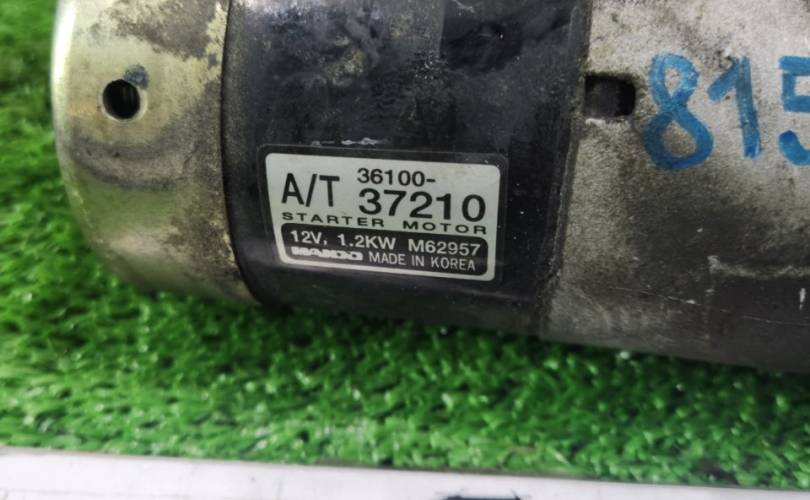 A/T 36100-
37210
STARTER MOTOR
12V, 1.2KW M62957
MANDO MADE IN KOREA
815